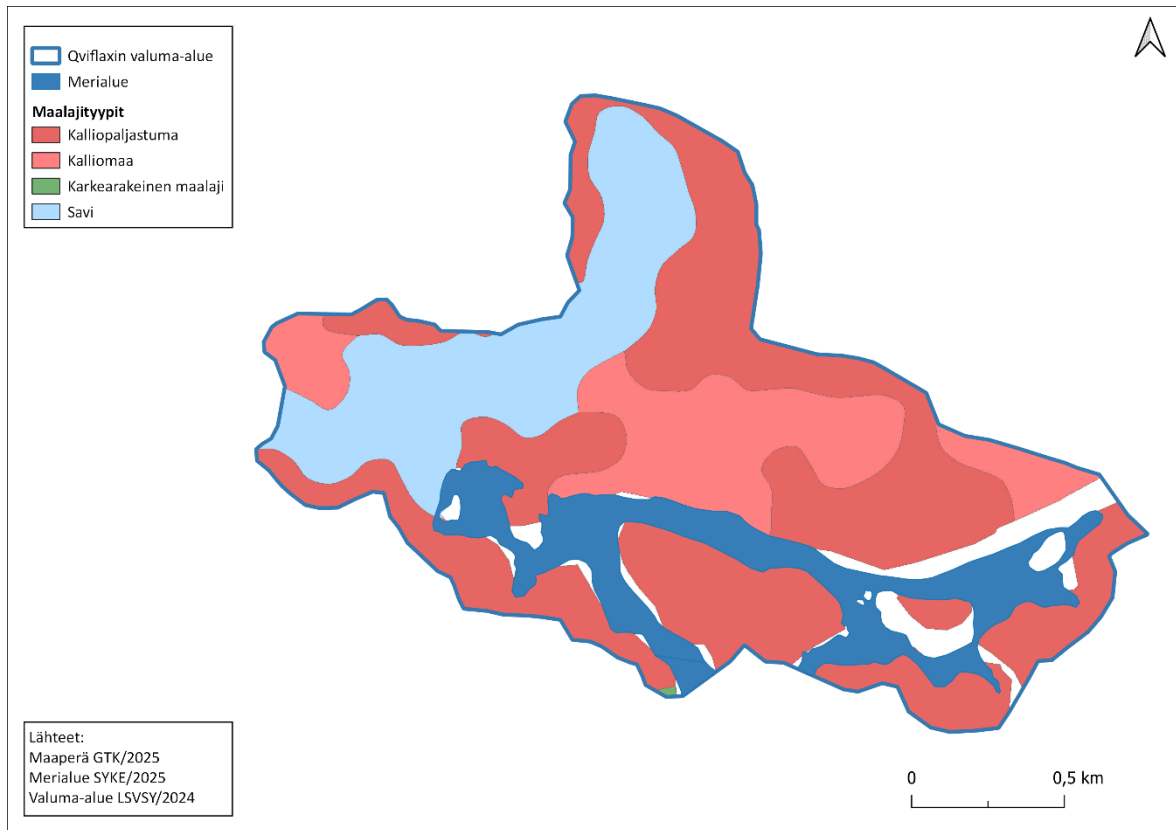 Qviflaxin valuma-alue
Merialue
Maalajityypit
Kalliopaljastuma
Kalliomaa
Karkearakeinen maalaji
Savi
Lähteet:
Maaperä GTK/2025
Merialue SYKE/2025
Valuma-alue LSVSY/2024
0 0,5 km